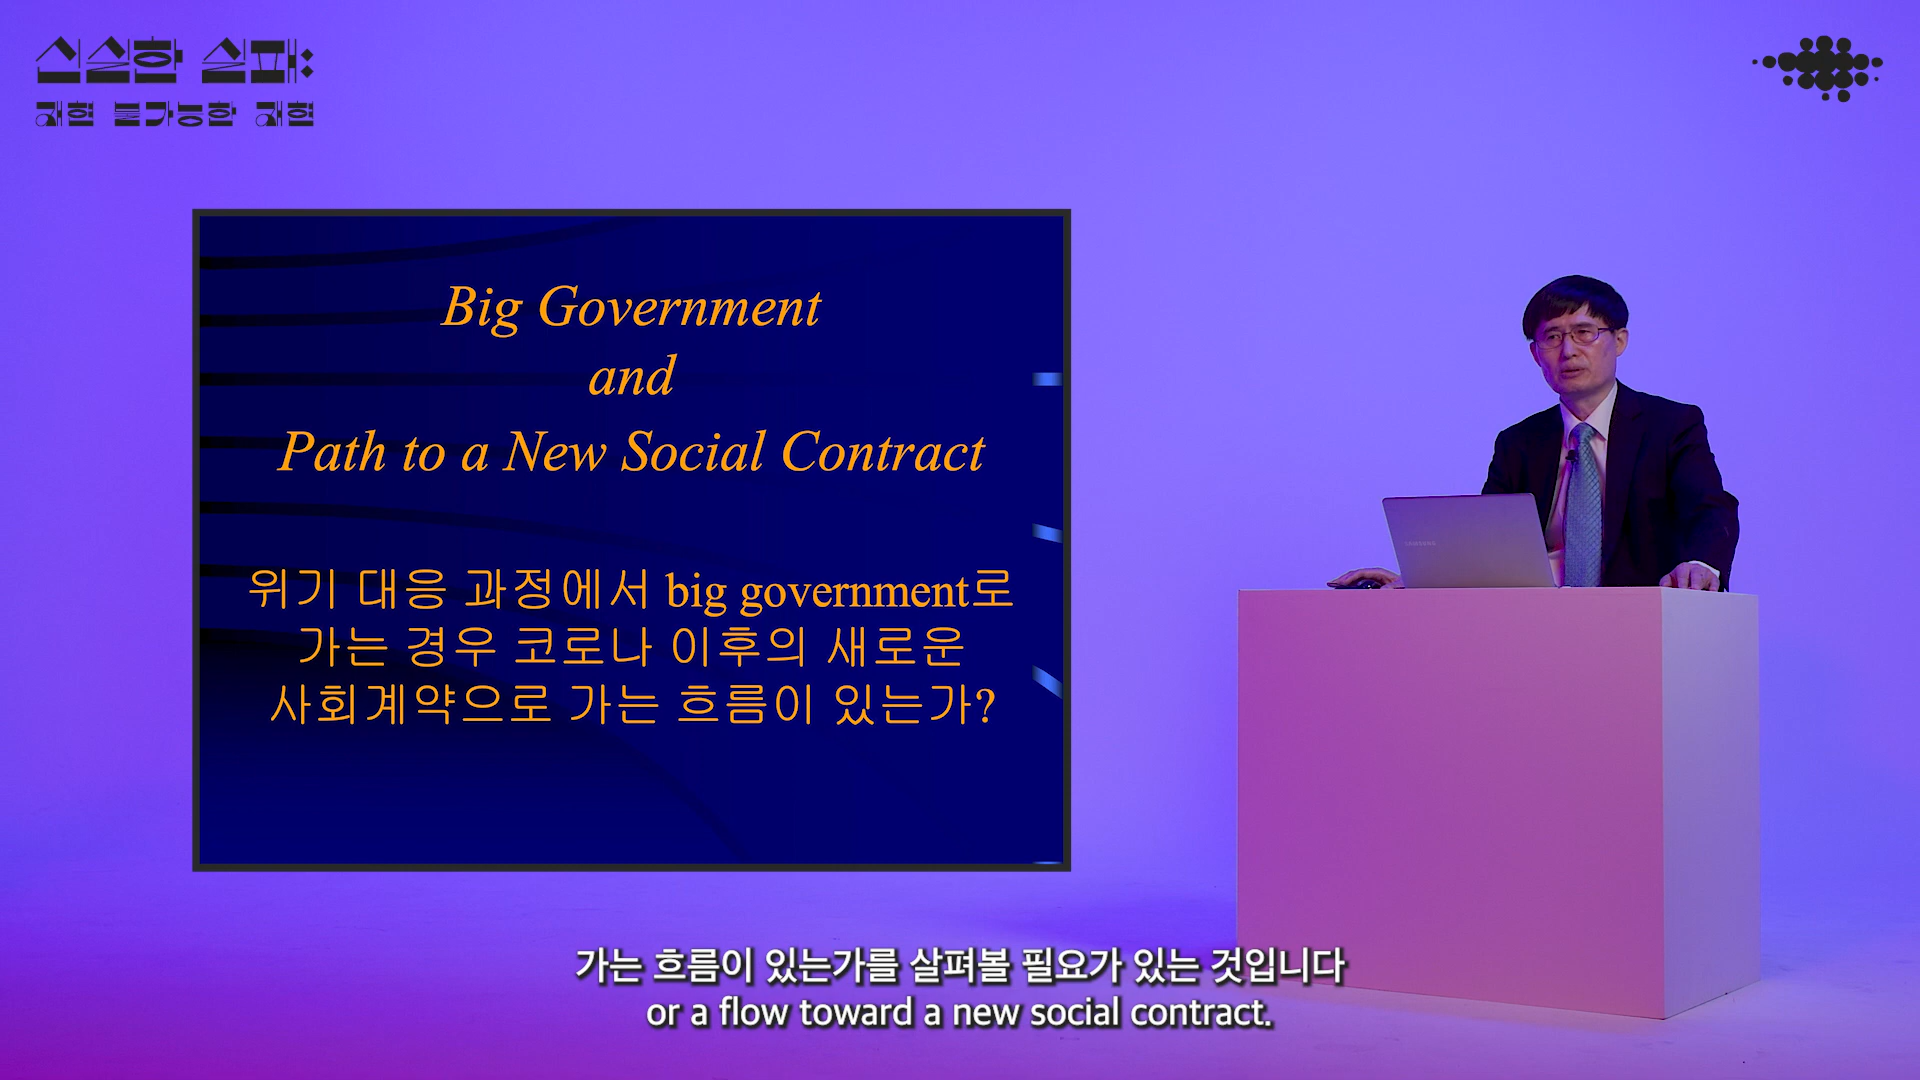 신실한 실패:
재현 불가능한 재현
Big Government
and
Path to a New Social Contract
위기 대응 과정에서 big government로
가는 경우 코로나 이후의 새로운
사회계약으로 가는 흐름이 있는가?
SAMSUNG
가는 흐름이 있는가를 살펴볼 필요가 있는 것입니다
or a flow toward a new social contract.